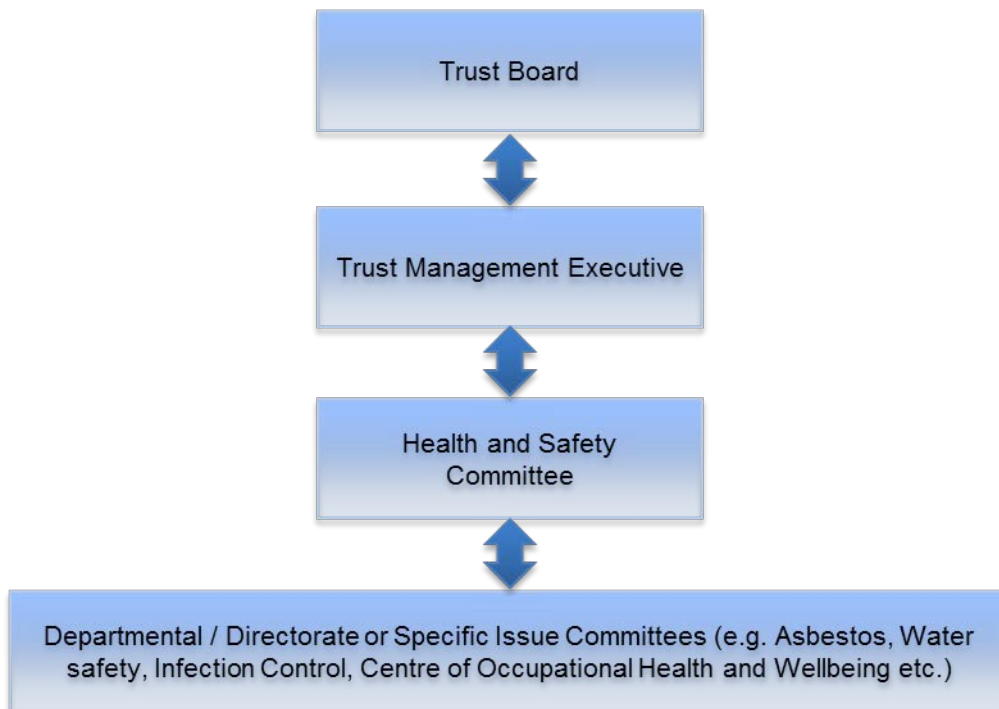 Trust Board
Trust Management Executive
Health and Safety
Committee
Departmental / Directorate or Specific Issue Committees (e.g. Asbestos, Water
safety, Infection Control, Centre of Occupational Health and Wellbeing etc.)